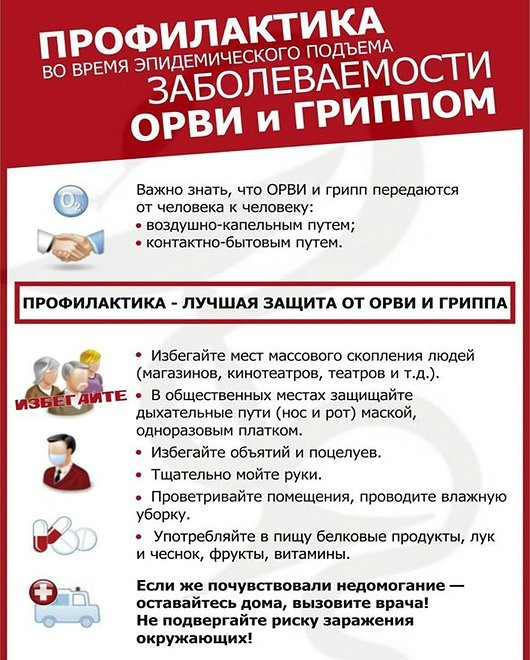 ПРОФИЛАКТИКА
ВО ВРЕМЯ ЭПИДЕМИЧЕСКОГО ПОДЪЕМА
ЗАБОЛЕВАЕМОСТИ
ОРВИ и ГРИППОМ
O₂
Важно знать, что ОРВИ и грипп передаются
от человека к человеку:
• воздушно-капельным путем;
• контактно-бытовым путем.
ПРОФИЛАКТИКА - ЛУЧШАЯ ЗАЩИТА ОТ ОРВИ И ГРИППА
• Избегайте мест массового скопления людей
(магазинов, кинотеатров, театров и т.д.).
ИЗБЕГАЙТЕ
• В общественных местах защищайте
дыхательные пути (нос и рот) маской,
одноразовым платком.
• Избегайте объятий и поцелуев.
• Тщательно мойте руки.
• Проветривайте помещения, проводите влажную
уборку.
• Употребляйте в пищу белковые продукты, лук
и чеснок, фрукты, витамины.
Если же почувствовали недомогание —
оставайтесь дома, вызовите врача!
Не подвергайте риску заражения
окружающих!